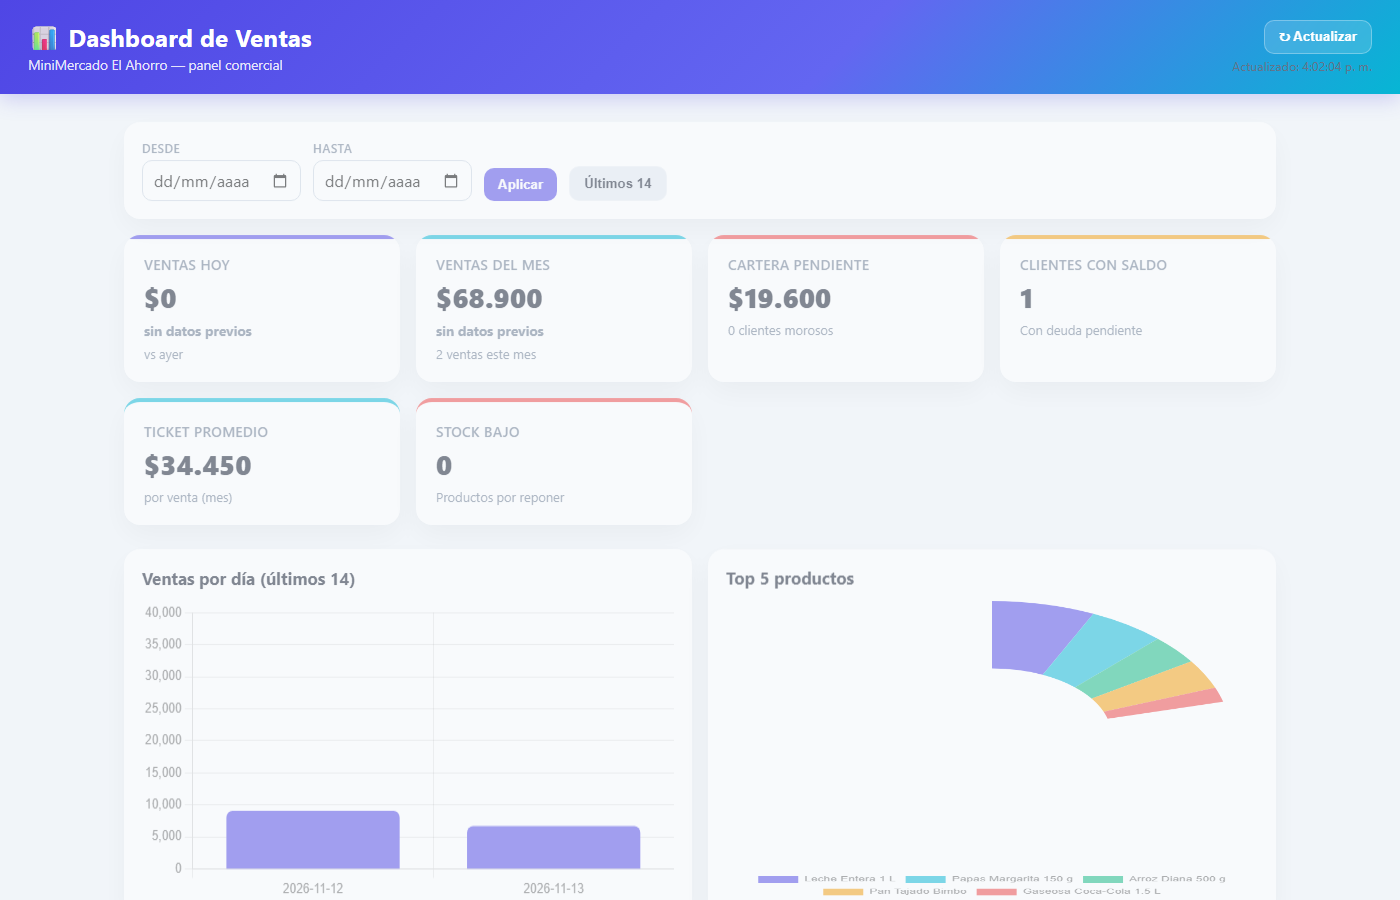 Dashboard de Ventas
MiniMercado El Ahorro — panel comercial
↻ Actualizar
Actualizado: 4:02:04 p. m.
DESDE
HASTA
dd/mm/aaaa
dd/mm/aaaa
Aplicar
Últimos 14
VENTAS HOY
$0
sin datos previos
vs ayer
VENTAS DEL MES
$68.900
sin datos previos
2 ventas este mes
CARTERA PENDIENTE
$19.600
0 clientes morosos
CLIENTES CON SALDO
1
Con deuda pendiente
TICKET PROMEDIO
$34.450
por venta (mes)
STOCK BAJO
0
Productos por reponer
Ventas por día (últimos 14)
40,000
35,000
30,000
25,000
20,000
15,000
10,000
5,000
0
2026-11-12
2026-11-13
Top 5 productos
Leche Entera 1 L
Papas Margarita 150 g
Arroz Diana 500 g
Pan Tajado Bimbo
Gaseosa Coca-Cola 1.5 L